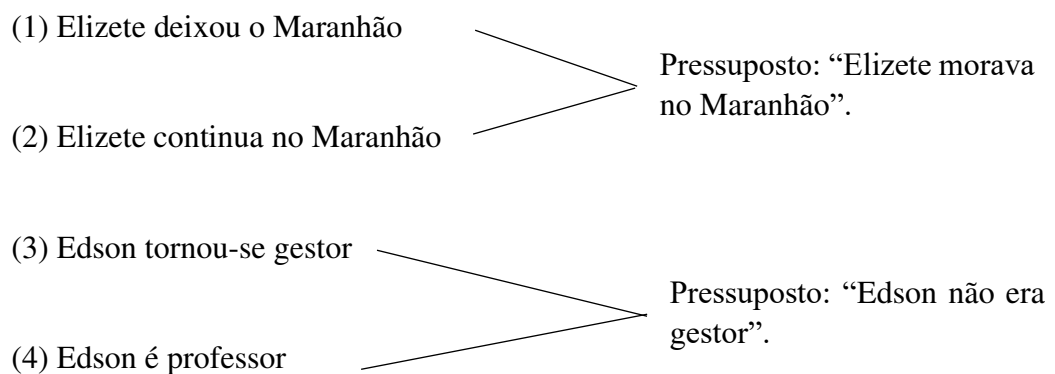 (1) Elizete deixou o Maranhão
Pressuposto: “Elizete morava
no Maranhão”.
(2) Elizete continua no Maranhão
(3) Edson tornou-se gestor
Pressuposto: “Edson não era
gestor”.
(4) Edson é professor